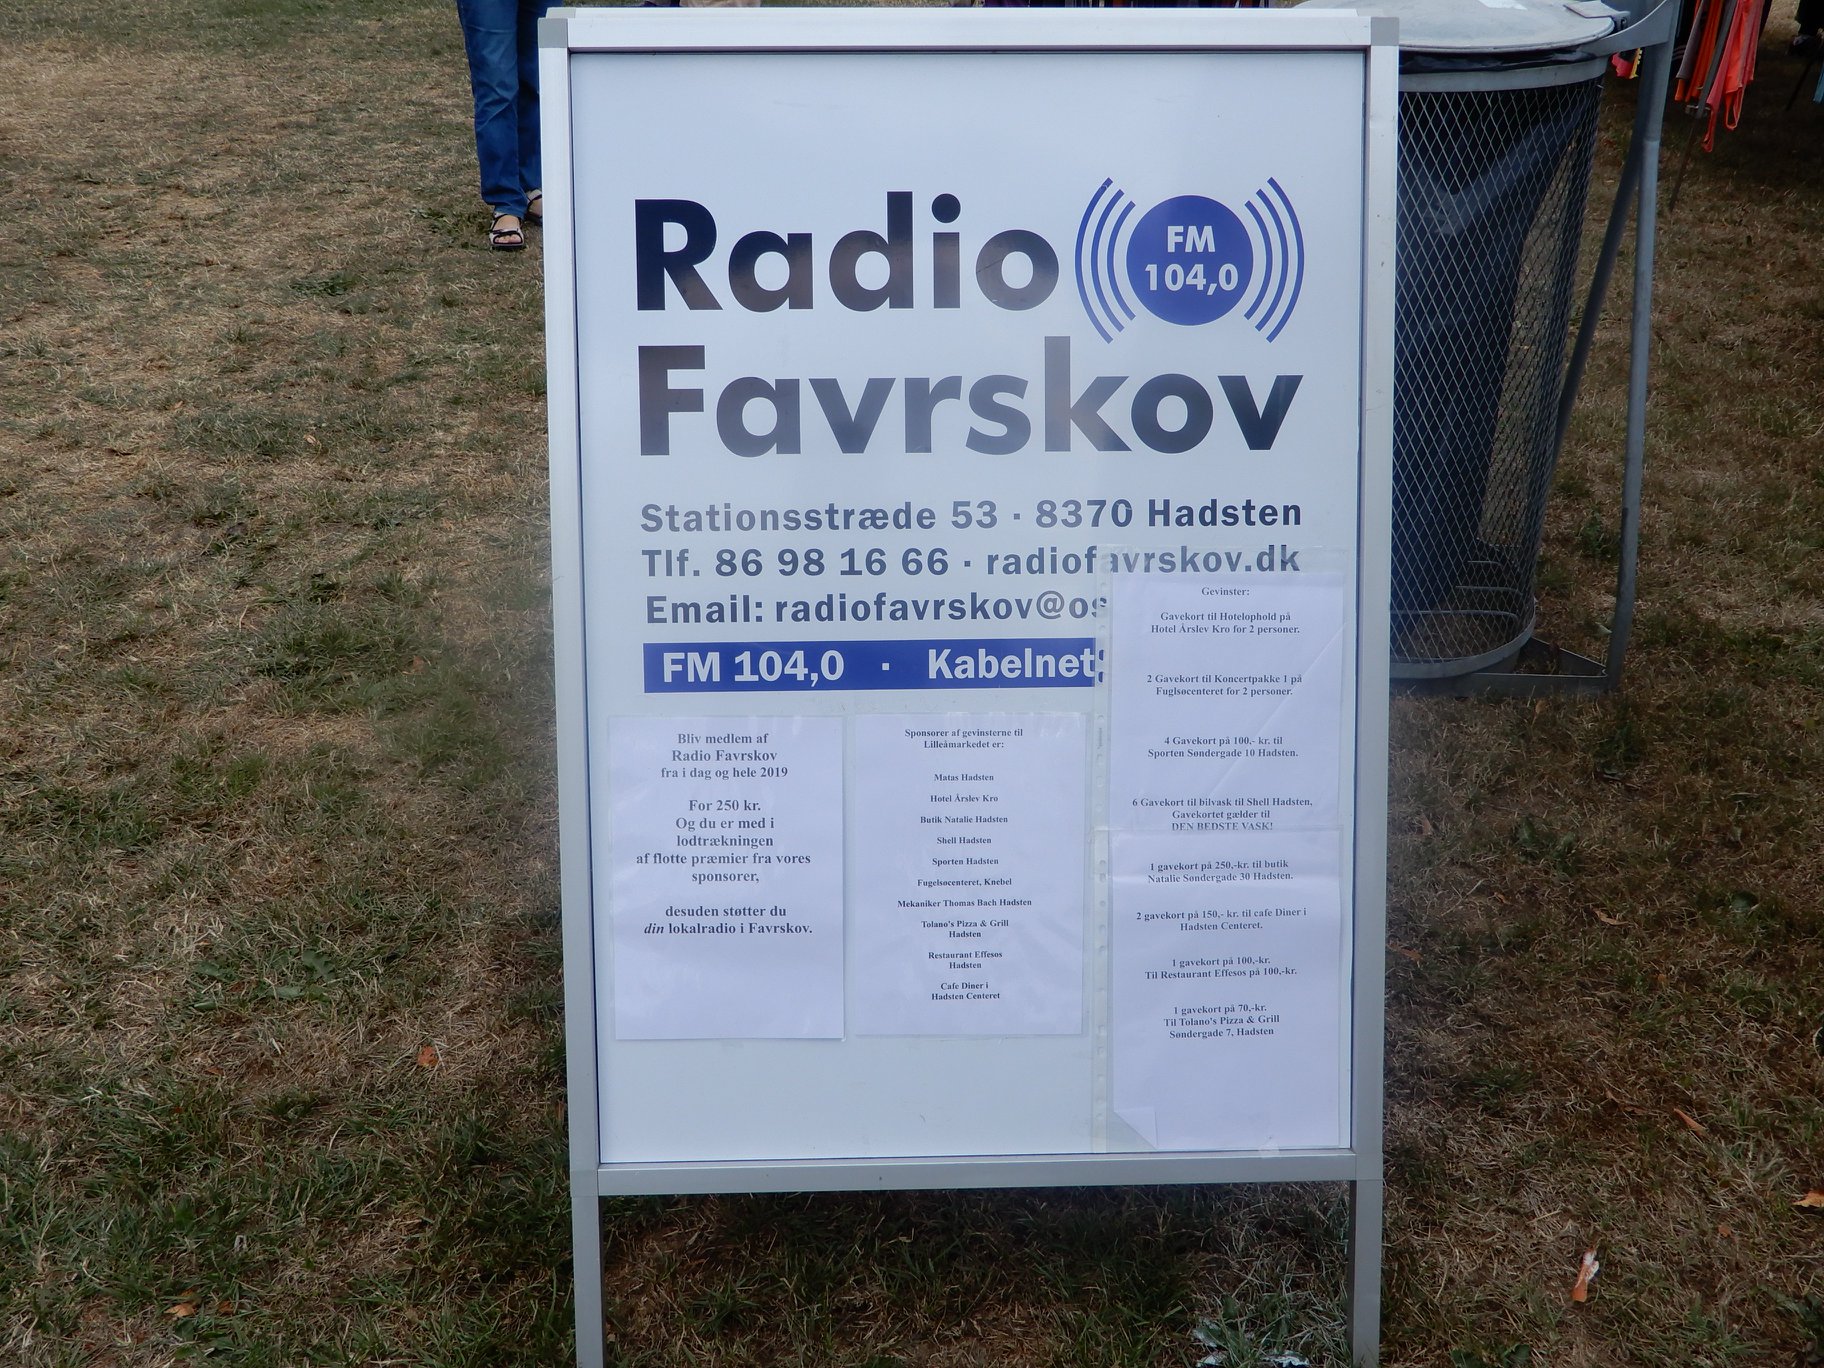 Radio
FM
104,0
Favrskov
Stationsstræde 53 · 8370 Hadsten
Tlf. 86 98 16 66 · radiofavrskov.dk
Email: radiofavrskov@os
FM 104,0 · Kabelnet
Bliv medlem af
Radio Favrskov
fra i dag og hele 2019
For 250 kr.
Og du er med i
lodtrækningen
af flotte præmier fra vores
sponsorer,
desuden støtter du
din lokalradio i Favrskov.
Sponsorer af gevinsterne til
Lilleåmarkedet er:
Matas Hadsten
Hotel Årslev Kro
Butik Natalie Hadsten
Shell Hadsten
Sporten Hadsten
Fugelsøcenteret, Knebel
Mekaniker Thomas Bach Hadsten
Tolano's Pizza & Grill
Hadsten
Restaurant Effesos
Hadsten
Cafe Diner i
Hadsten Centeret
Gevinster:
Gavekort til Hotelophold på
Hotel Årslev Kro for 2 personer.
2 Gavekort til Koncertpakke 1 på
Fuglsøcenteret for 2 personer.
4 Gavekort på 100,- kr. til
Sporten Søndergade 10 Hadsten.
6 Gavekort til bilvask til Shell Hadsten,
Gavekortet gælder til
DEN BEDSTE VASK!
1 gavekort på 250,-kr. til butik
Natalie Søndergade 30 Hadsten.
2 gavekort på 150,- kr. til cafe Diner i
Hadsten Centeret.
1 gavekort på 100,-kr.
Til Restaurant Effesos på 100,-kr.
1 gavekort på 70,-kr.
Til Tolano's Pizza & Grill
Søndergade 7, Hadsten